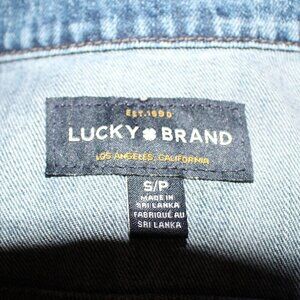 EST. 1990
LUCKY BRAND
LOS ANGELES, CALIFORNIA
S/P
MADE IN
SRI LANKA
FABRIQUÉ AU
SRI LANKA